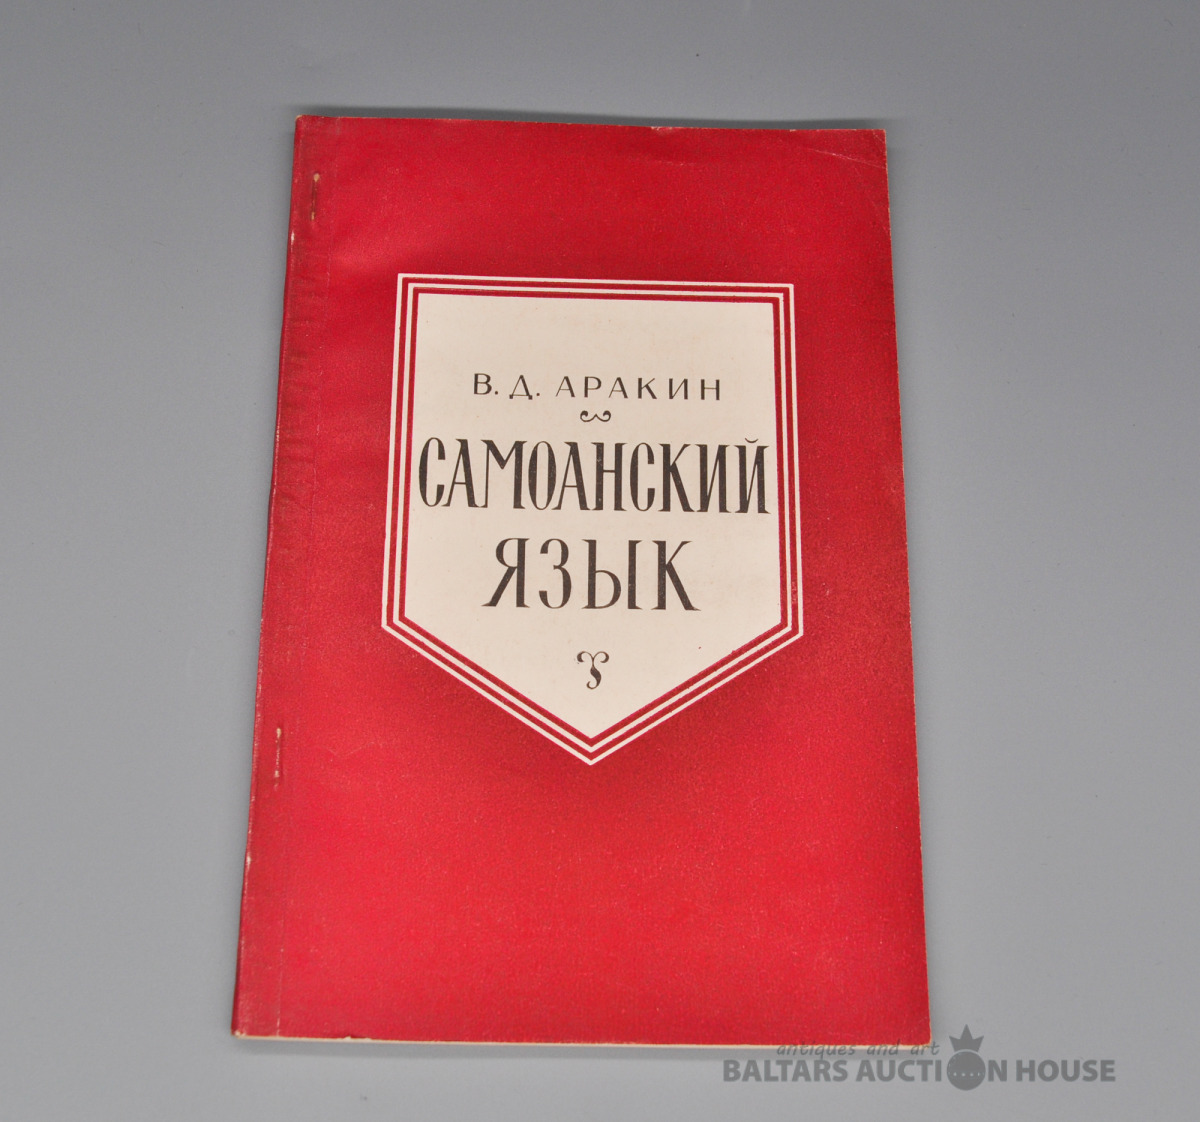 В. Д. АРАКИН
САМОАНСКИЙ
ЯЗЫК
antiques and art
BALTARS AUCTION HOUSE